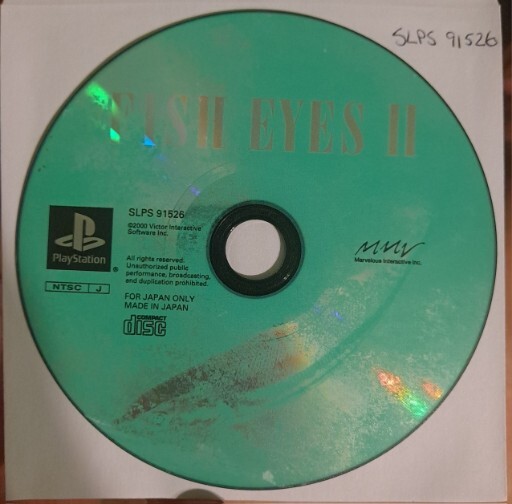 SLPS 91526
FISH EYES II
SLPS 91526
©2000 Victor Interactive
Software Inc.
PlayStation
®
NTSC J
All rights reserved.
Unauthorized public
performance, broadcasting,
and duplication prohibited.
FOR JAPAN ONLY
MADE IN JAPAN
COMPACT
disc
MMV
Marvelous Interactive Inc.